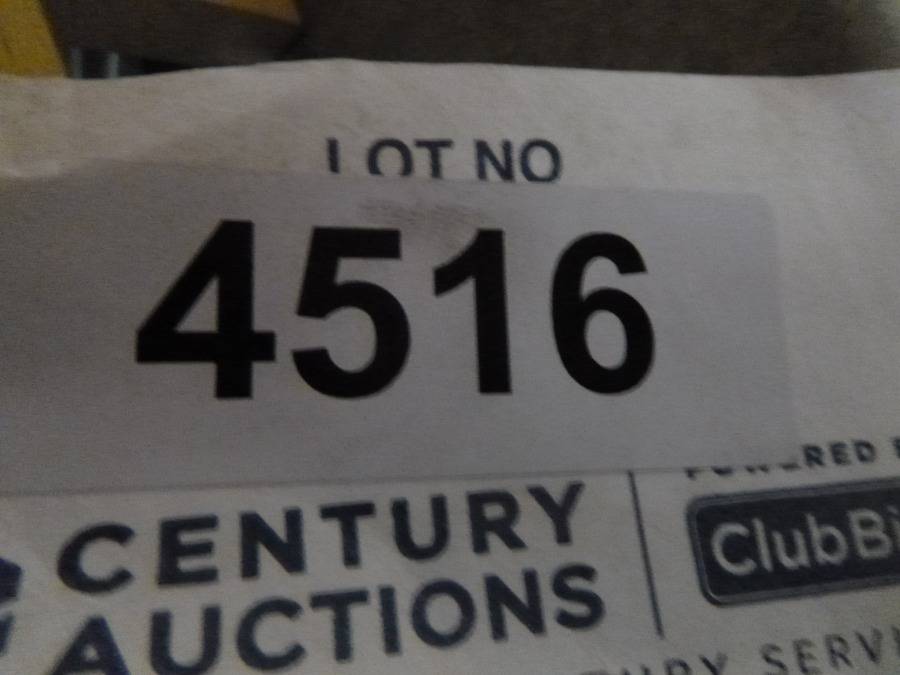 LOT NO
4516
CENTURY
AUCTIONS
ClubBi